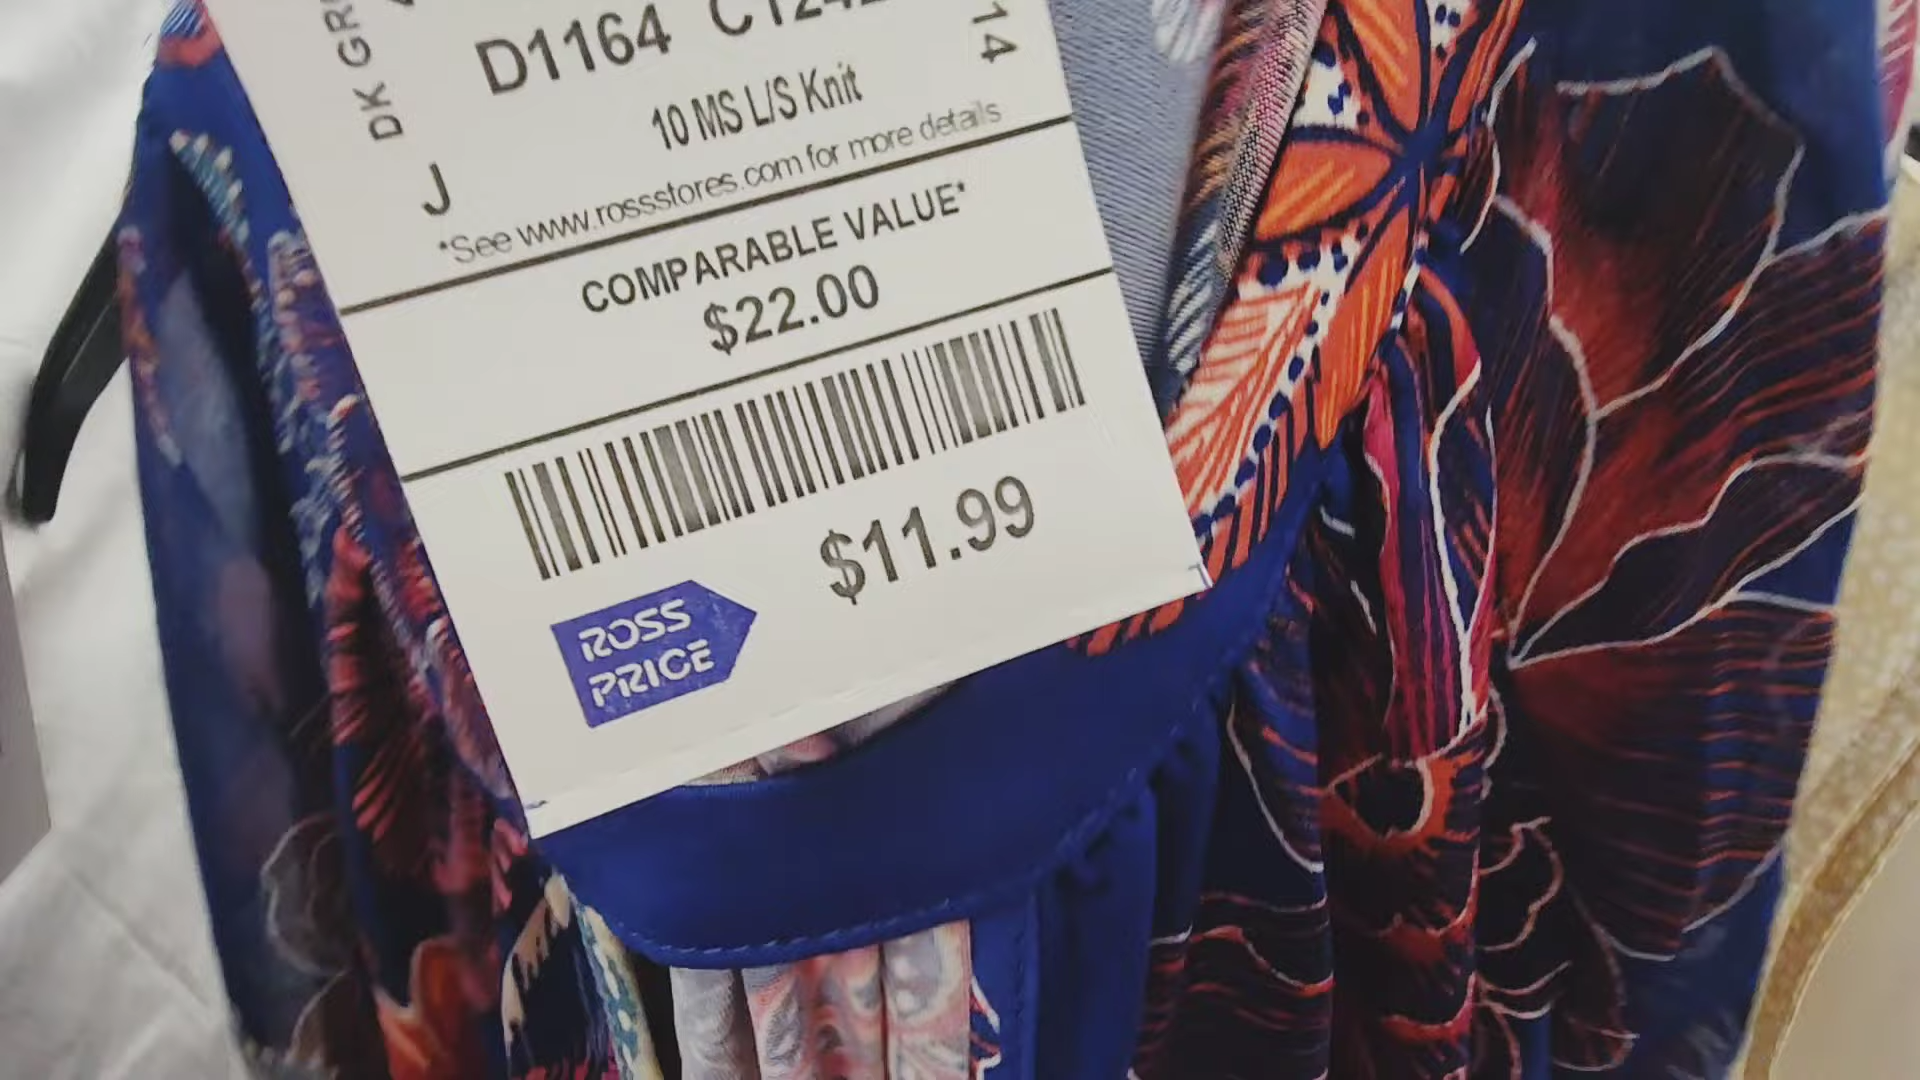 DK
D1164
14
10 MS L/S Knit
J
*See www.rossstores.com for more details
COMPARABLE VALUE*
$22.00
$11.99
ROSS
PRICE